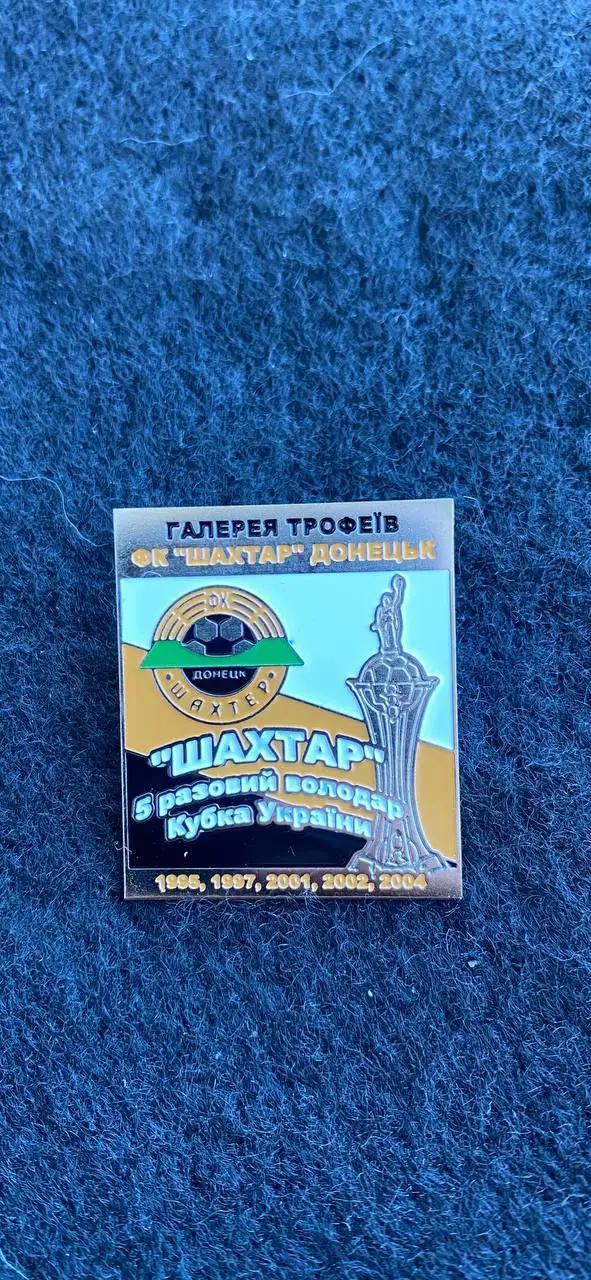 ГАЛЕРЕЯ ТРОФЕЇВ
ФК "ШАХТАР" ДОНЕЦЬК
ФК
ДОНЕЦК
ШАХТЕР
"ШАХТАР"
5 разовий володар
Кубка України
1995, 1997, 2001, 2002, 2004